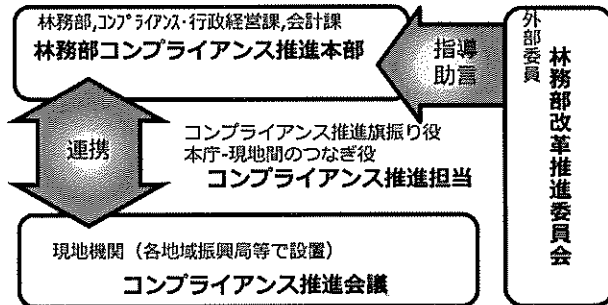 林務部,コンプライアンス・行政経営課,会計課
林務部コンプライアンス推進本部
指導
助言
外部委員
林務部改革推進委員会
連携
コンプライアンス推進旗振り役
本庁-現地間のつなぎ役
コンプライアンス推進担当
現地機関（各地域振興局等で設置）
コンプライアンス推進会議